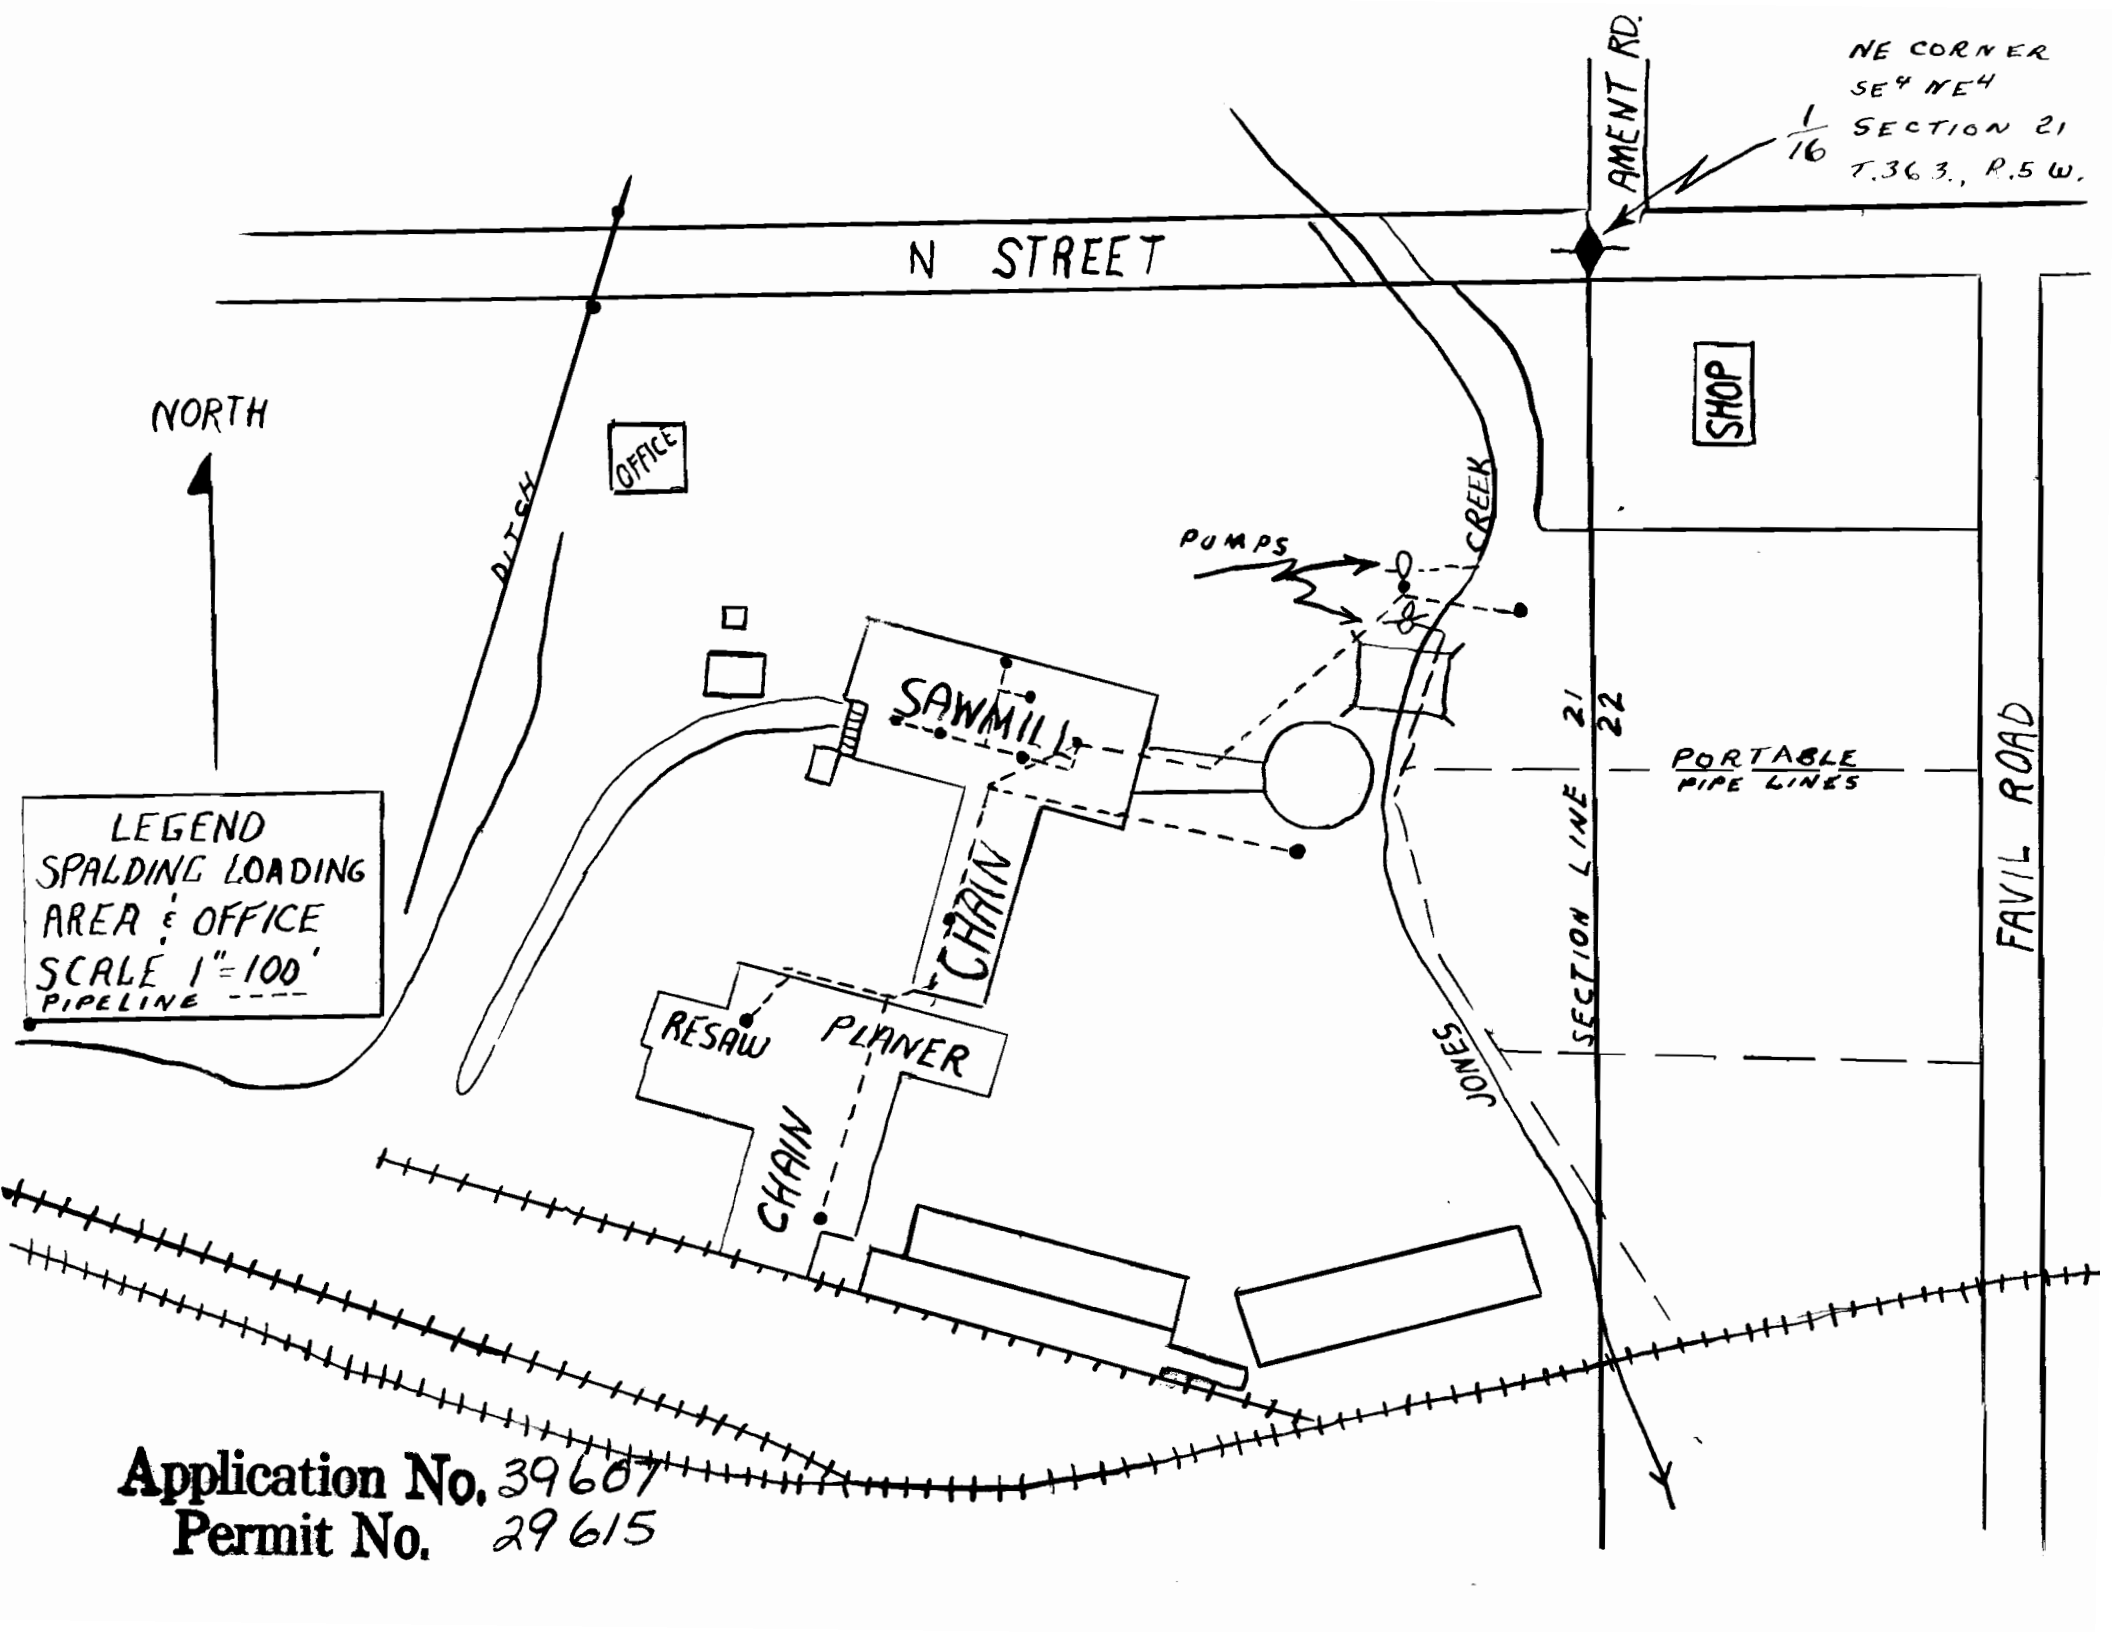 AMENT RD.
NE CORNER
SE⁴ NE⁴
1/16 SECTION 21
T.36 3., R.5 W.
N STREET
SHOP
NORTH
OFFICE
DITCH
CREEK
PUMPS
SAWMILL
SECTION LINE 21
22
PORTABLE
PIPE LINES
FAVIL ROAD
LEGEND
SPALDING LOADING
AREA & OFFICE
SCALE 1"=100'
PIPELINE ----
CHAIN
RESAW
PLANER
JONES
CHAIN
Application No. 39607
Permit No. 29615